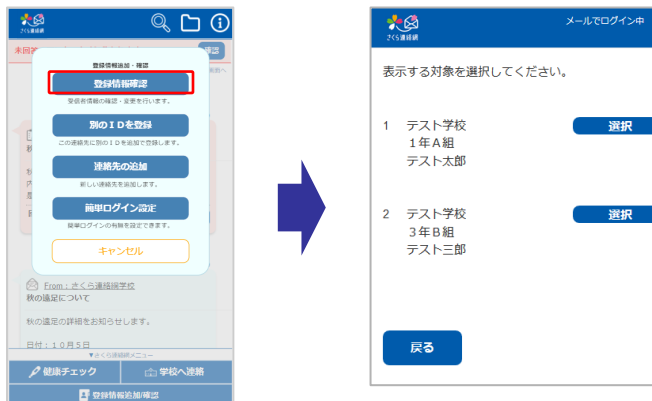 さくら連絡網
未回
確認
登録情報追加・確認
登録情報確認
受信者情報の確認・変更を行います。
別のIDを登録
この連絡先に別のIDを追加で登録します。
連絡先の追加
新しい連絡先を追加します。
簡単ログイン設定
簡単ログインの有無を設定できます。
キャンセル
From：さくら連絡網学校
秋の遠足について
秋の遠足の詳細をお知らせします。
日付：１０月５日
▼さくら連絡網メニュー
健康チェック
学校へ連絡
登録情報追加/確認
さくら連絡網
メールでログイン中
表示する対象を選択してください。
1 テスト学校 選択
１年Ａ組
テスト太郎
2 テスト学校 選択
３年Ｂ組
テスト三郎
戻る